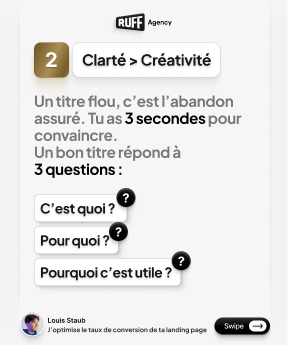 RUFF Agency
2 Clarté > Créativité
Un titre flou, c’est l’abandon
assuré. Tu as 3 secondes pour
convaincre.
Un bon titre répond à
3 questions :
?
C’est quoi ?
?
Pour quoi ?
?
Pourquoi c’est utile ?
Louis Staub
J’optimise le taux de conversion de ta landing page
Swipe